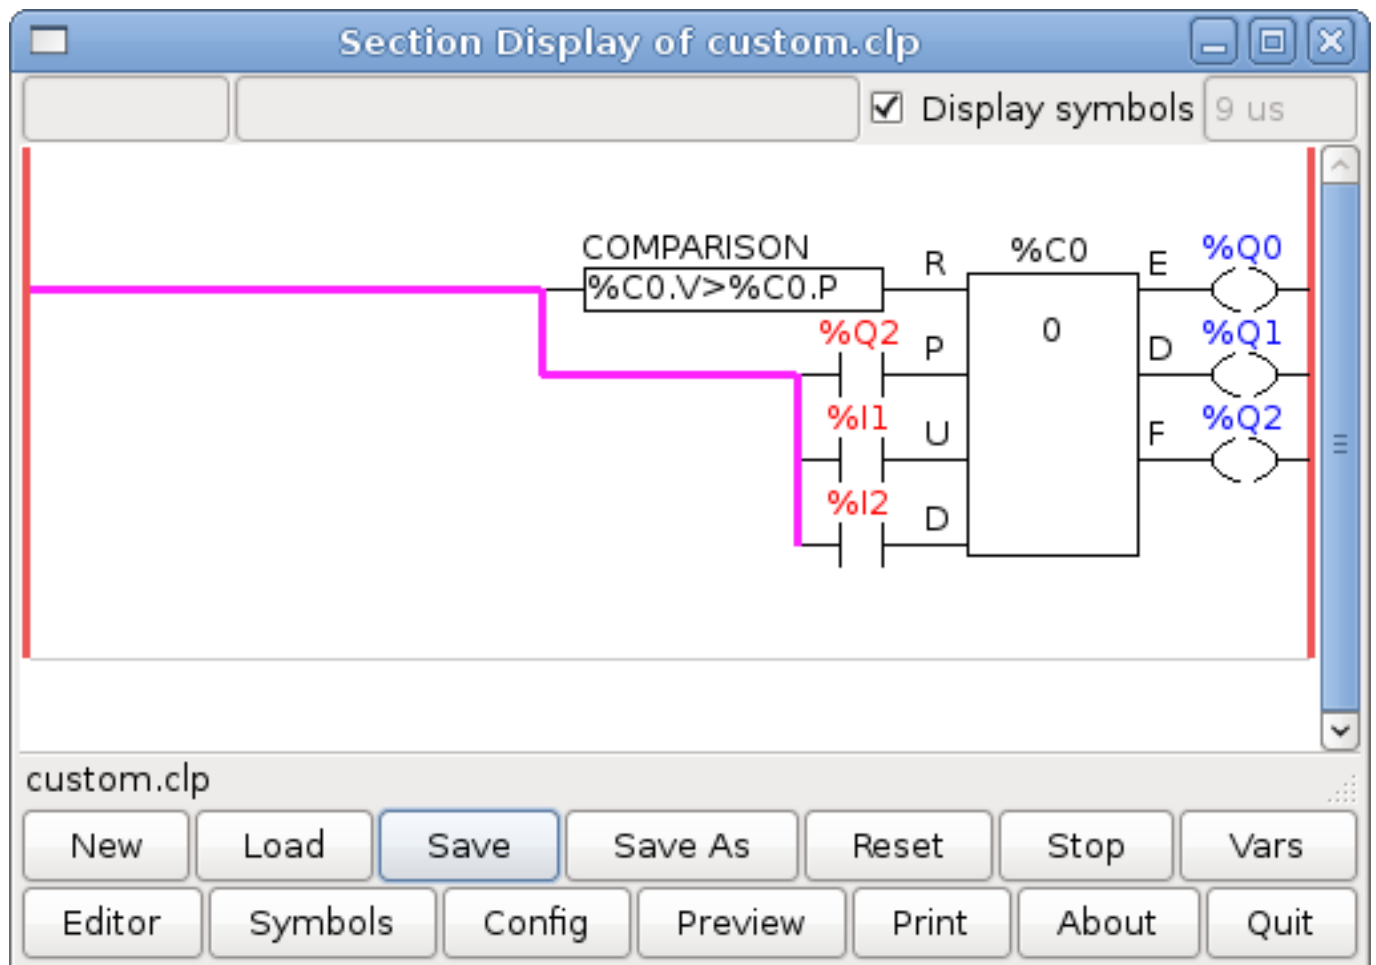 Section Display of custom.clp
Display symbols 9 us
COMPARISON R %C0 E %Q0
%C0.V>%C0.P
%Q2 P 0 D %Q1
%I1 U F %Q2
%I2 D
custom.clp
New Load Save Save As Reset Stop Vars
Editor Symbols Config Preview Print About Quit